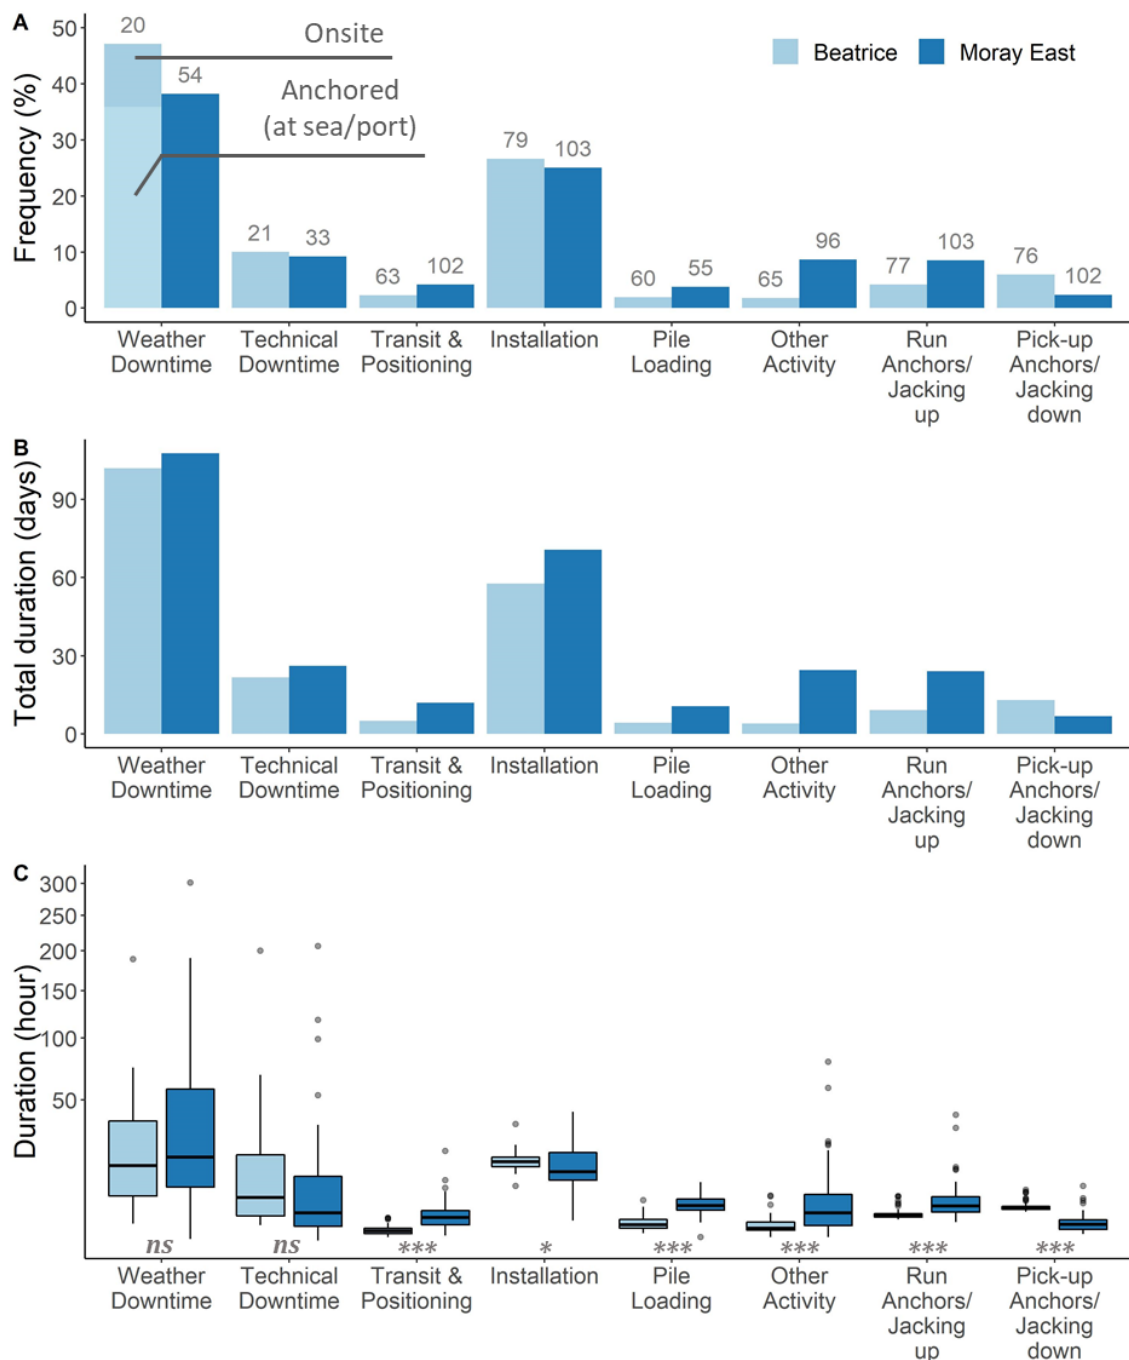 A
Frequency (%)
50
40
30
20
10
0
20
54
21
33
63
102
79
103
60
55
65
96
77
103
76
102
Onsite
Anchored
(at sea/port)
Beatrice
Moray East
Weather
Downtime
Technical
Downtime
Transit &
Positioning
Installation
Pile
Loading
Other
Activity
Run
Anchors/
Jacking
up
Pick-up
Anchors/
Jacking
down
B
Total duration (days)
90
60
30
0
Weather
Downtime
Technical
Downtime
Transit &
Positioning
Installation
Pile
Loading
Other
Activity
Run
Anchors/
Jacking
up
Pick-up
Anchors/
Jacking
down
C
Duration (hour)
300
250
200
150
100
50
ns
ns
***
*
***
***
***
***
Weather
Downtime
Technical
Downtime
Transit &
Positioning
Installation
Pile
Loading
Other
Activity
Run
Anchors/
Jacking
up
Pick-up
Anchors/
Jacking
down